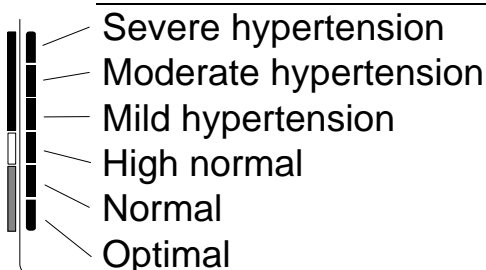 Severe hypertension
Moderate hypertension
Mild hypertension
High normal
Normal
Optimal